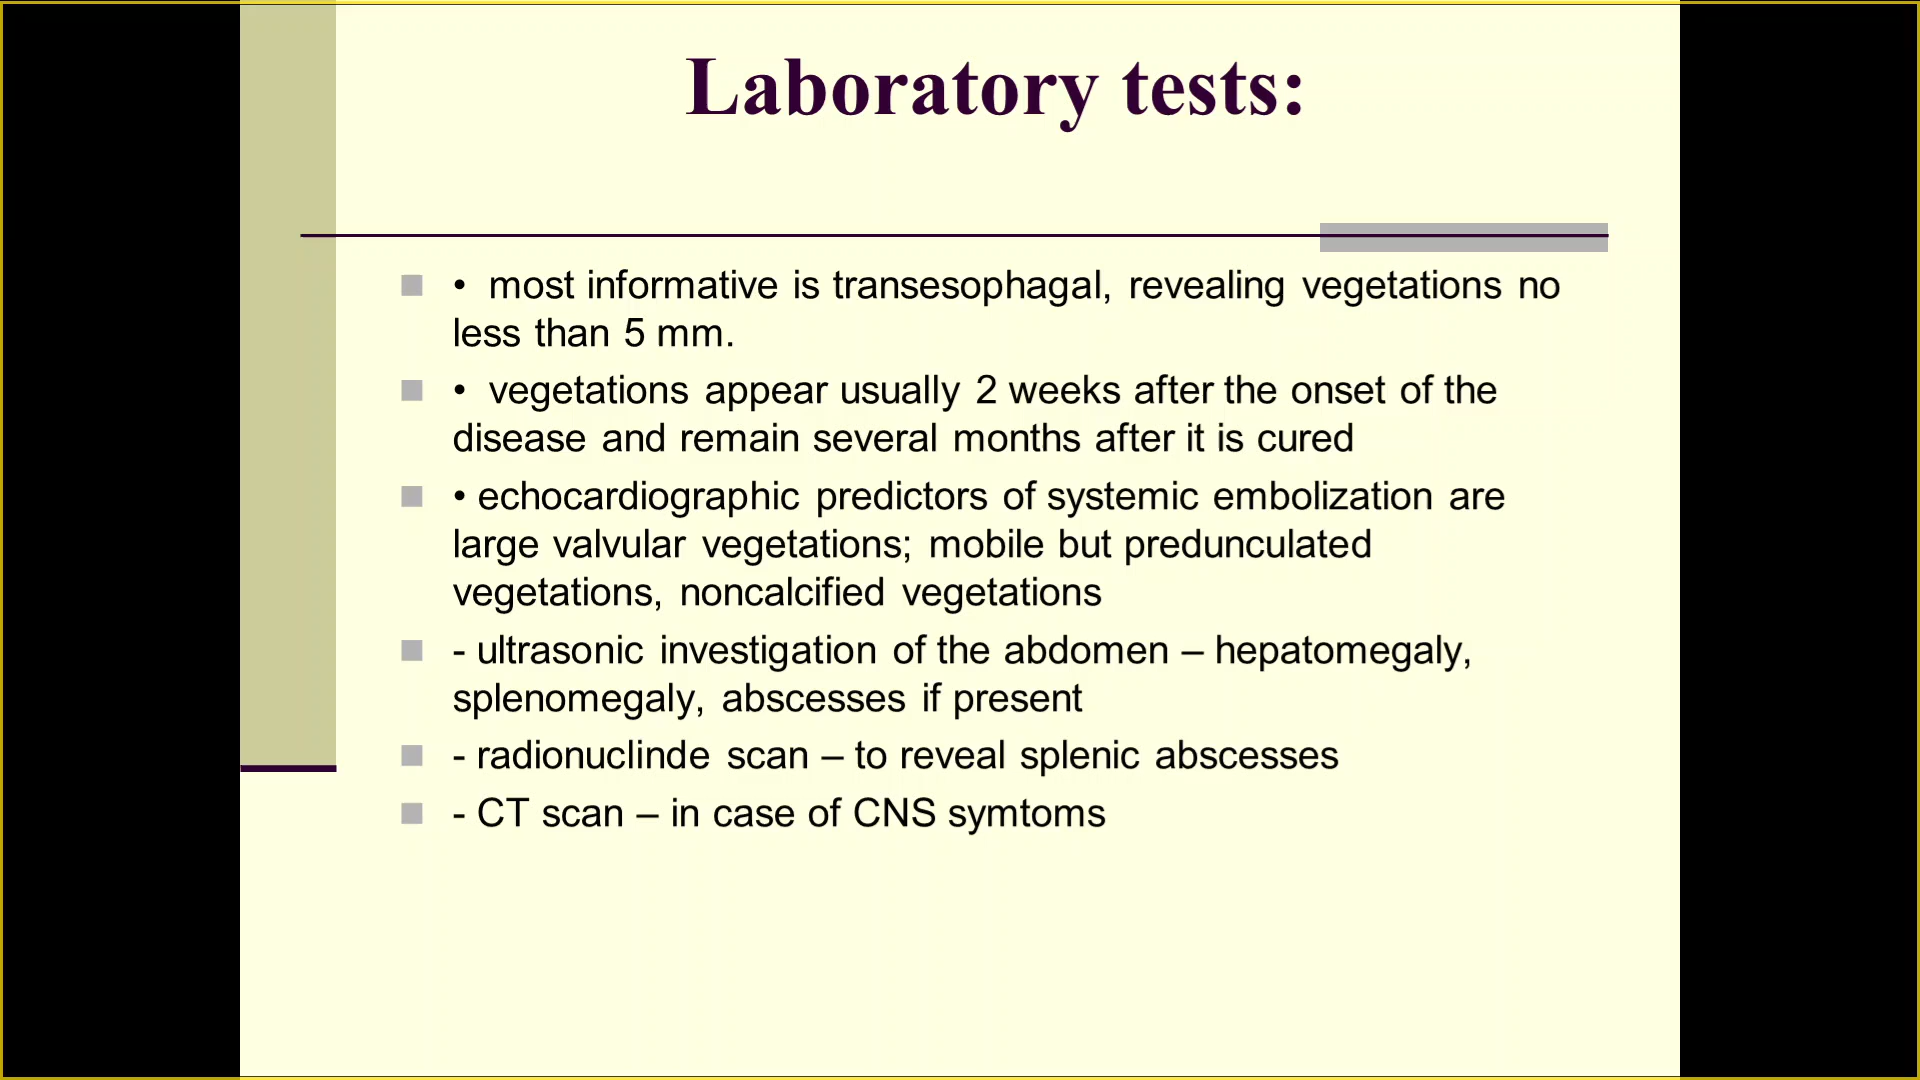 Laboratory tests:
• most informative is transesophagal, revealing vegetations no
less than 5 mm.
• vegetations appear usually 2 weeks after the onset of the
disease and remain several months after it is cured
• echocardiographic predictors of systemic embolization are
large valvular vegetations; mobile but predunculated
vegetations, noncalcified vegetations
- ultrasonic investigation of the abdomen – hepatomegaly,
splenomegaly, abscesses if present
- radionuclinde scan – to reveal splenic abscesses
- CT scan – in case of CNS symtoms